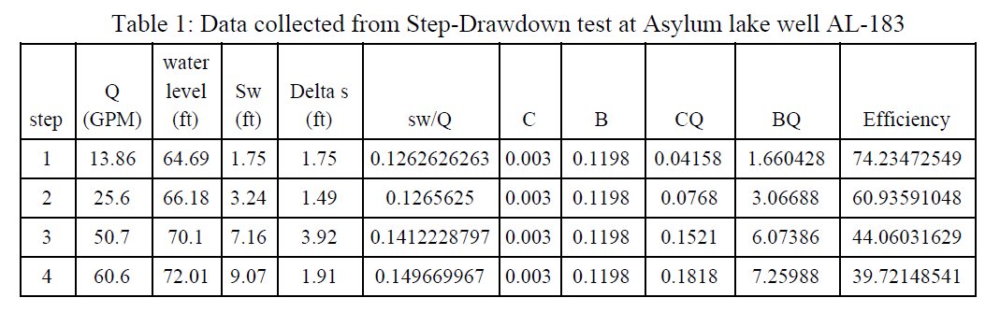 Table 1: Data collected from Step-Drawdown test at Asylum lake well AL-183
step Q (GPM) water level (ft) Sw (ft) Delta s (ft) sw/Q C B CQ BQ Efficiency
1 13.86 64.69 1.75 1.75 0.1262626263 0.003 0.1198 0.04158 1.660428 74.23472549
2 25.6 66.18 3.24 1.49 0.1265625 0.003 0.1198 0.0768 3.06688 60.93591048
3 50.7 70.1 7.16 3.92 0.1412228797 0.003 0.1198 0.1521 6.07386 44.06031629
4 60.6 72.01 9.07 1.91 0.149669967 0.003 0.1198 0.1818 7.25988 39.72148541